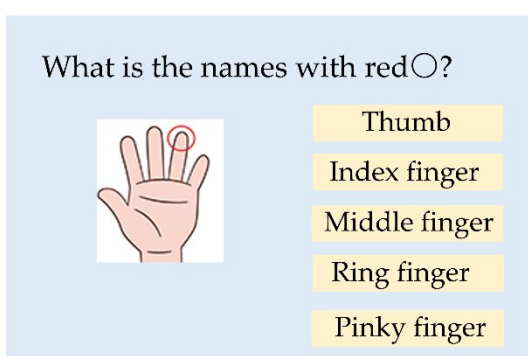 What is the names with red○?
Thumb
Index finger
Middle finger
Ring finger
Pinky finger